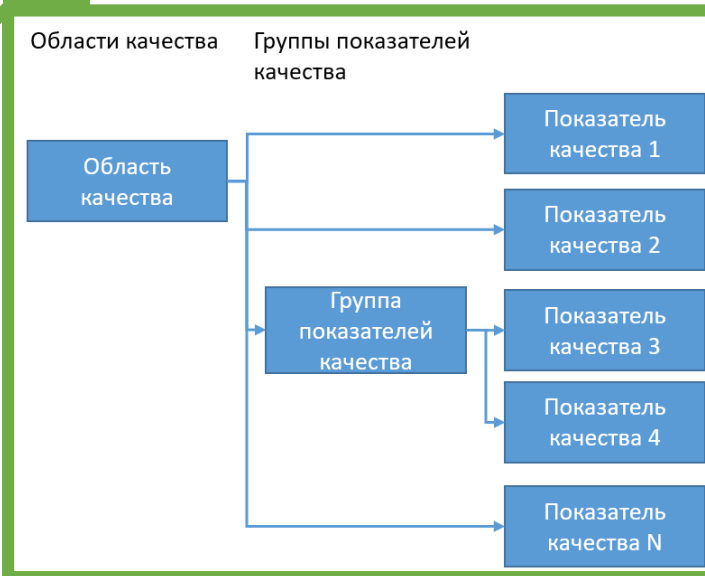 Области качества
Группы показателей
качества
Область
качества
Показатель
качества 1
Показатель
качества 2
Группа
показателей
качества
Показатель
качества 3
Показатель
качества 4
Показатель
качества N